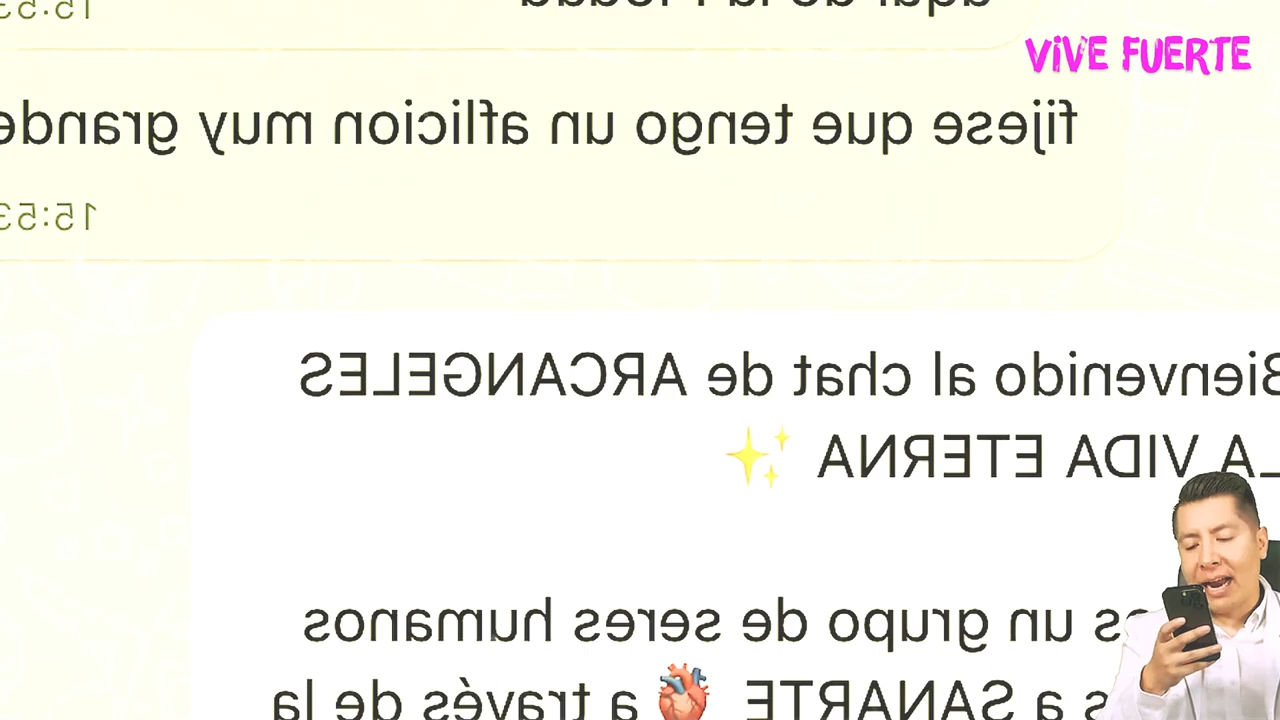 VIVE FUERTE
fijese que tengo un aflicion muy grande
15:53
Bienvenido al chat de ARCANGELES
LA VIDA ETERNA ✨
un grupo de seres humanos
a SANARTE 🫀 a través de la